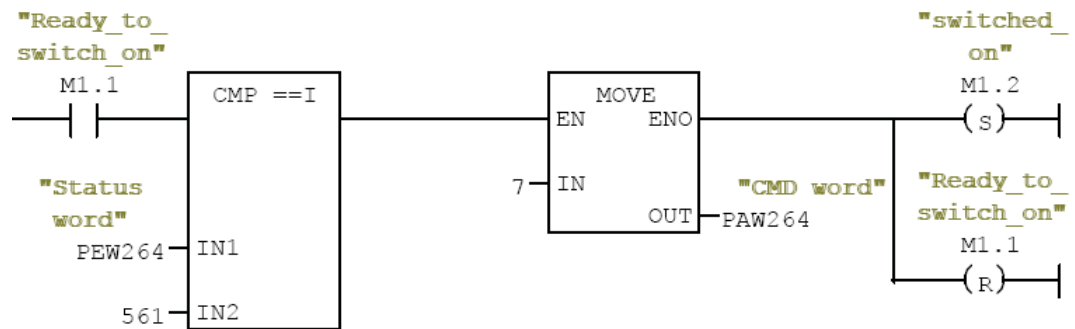 "Ready_to_
switch_on"
M1.1
CMP ==I
"Status
word"
PEW264
IN1
561
IN2
MOVE
EN
ENO
7
IN
"CMD word"
OUT
PAW264
"switched_
on"
M1.2
S
"Ready_to_
switch_on"
M1.1
R